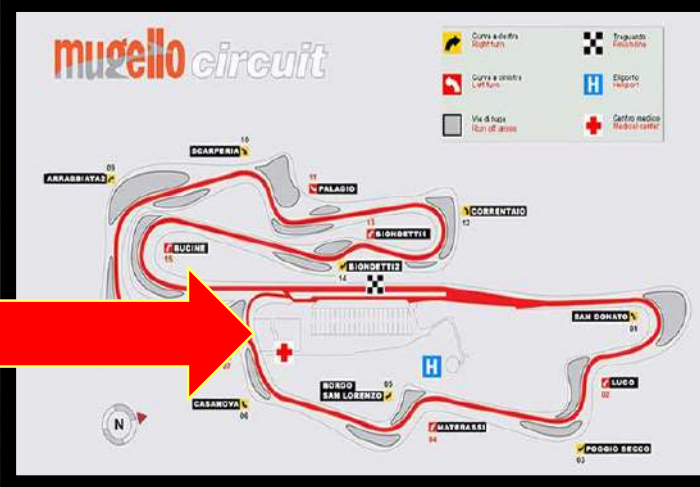 mugello circuit
Curva a destra
Right turn
Traguardo
Finish line
Curva a sinistra
Left turn
H
Eliporto
Heliport
Vie di fuga
Run off areas
Centro medico
Medical center
10
SCARPERIA
09
ARRABBIATA2
11
PALAGIO
CORRENTAIO
12
13
BIONDETTI1
BUCINE
15
BIONDETTI2
14
SAN DONATO
01
07
H
BORGO
SAN LORENZO
05
LUCO
02
CASANOVA
06
N
MATERASSI
04
POGGIO SECCO
03